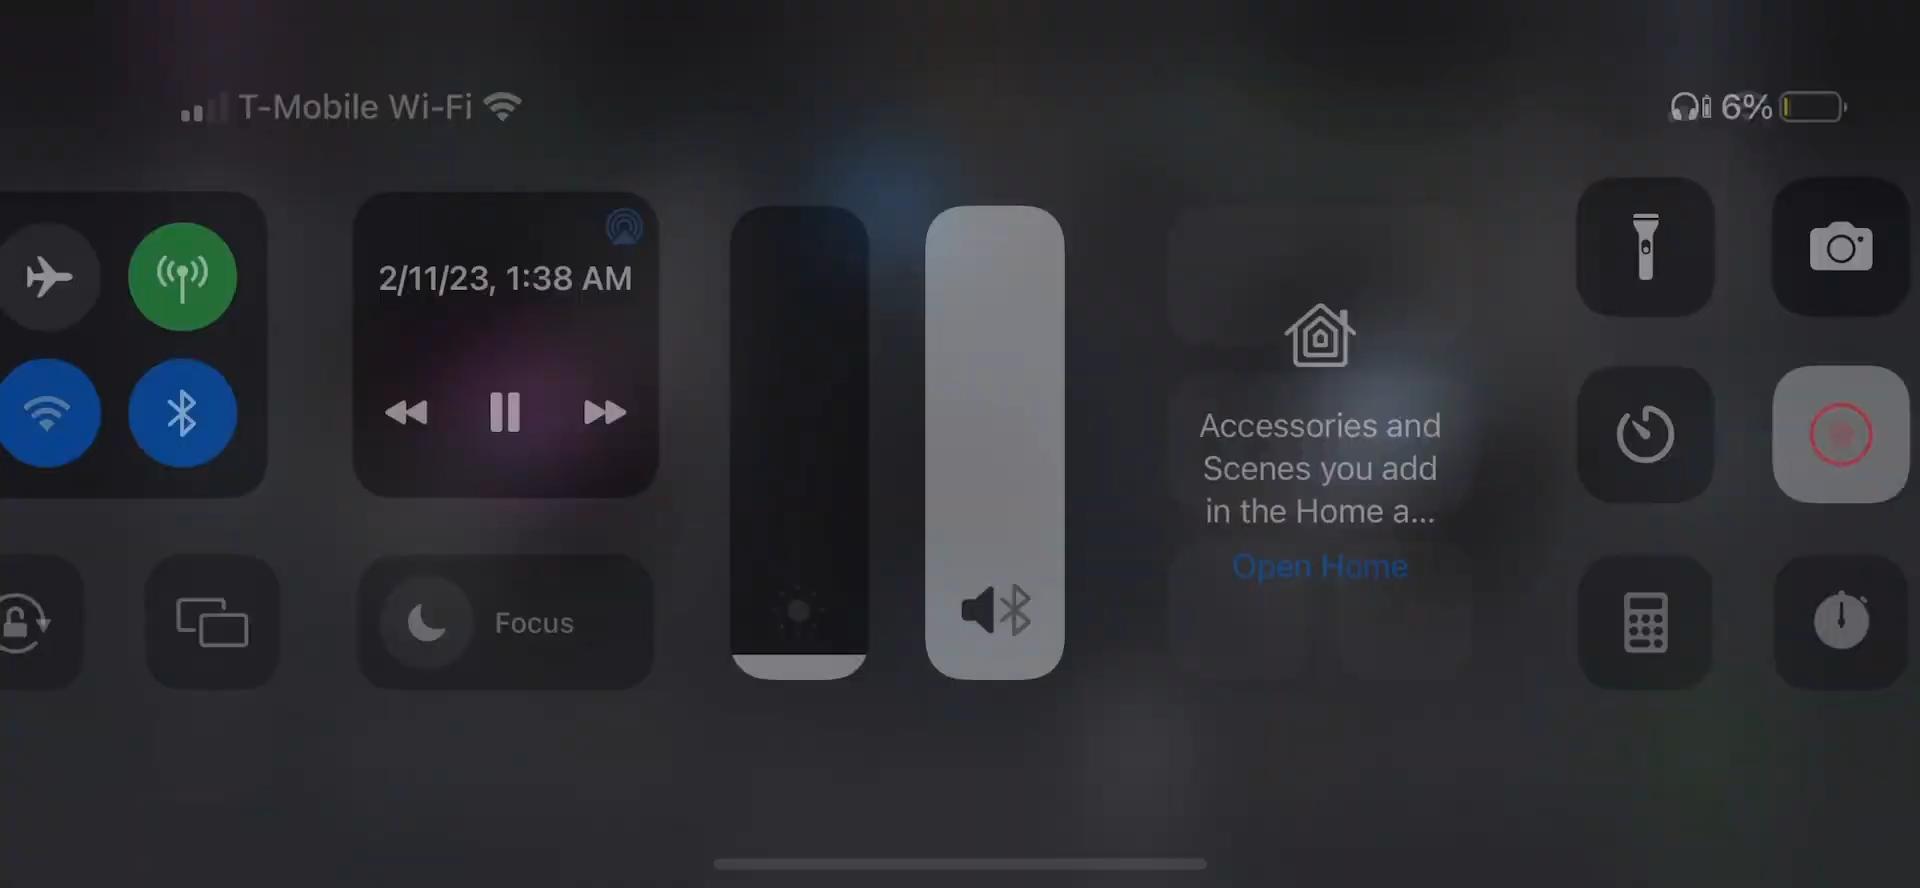 T-Mobile Wi-Fi
6%
2/11/23, 1:38 AM
Accessories and
Scenes you add
in the Home a...
Open Home
Focus